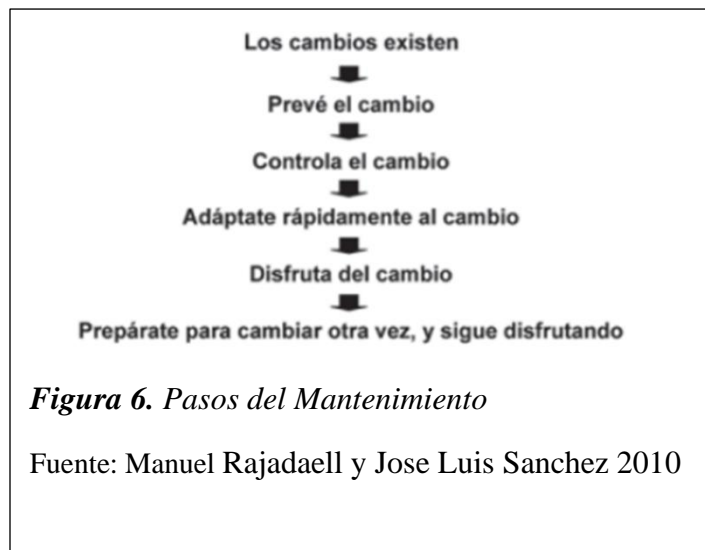 Los cambios existen
Prevé el cambio
Controla el cambio
Adáptate rápidamente al cambio
Disfruta del cambio
Prepárate para cambiar otra vez, y sigue disfrutando
Figura 6. Pasos del Mantenimiento
Fuente: Manuel Rajadaell y Jose Luis Sanchez 2010